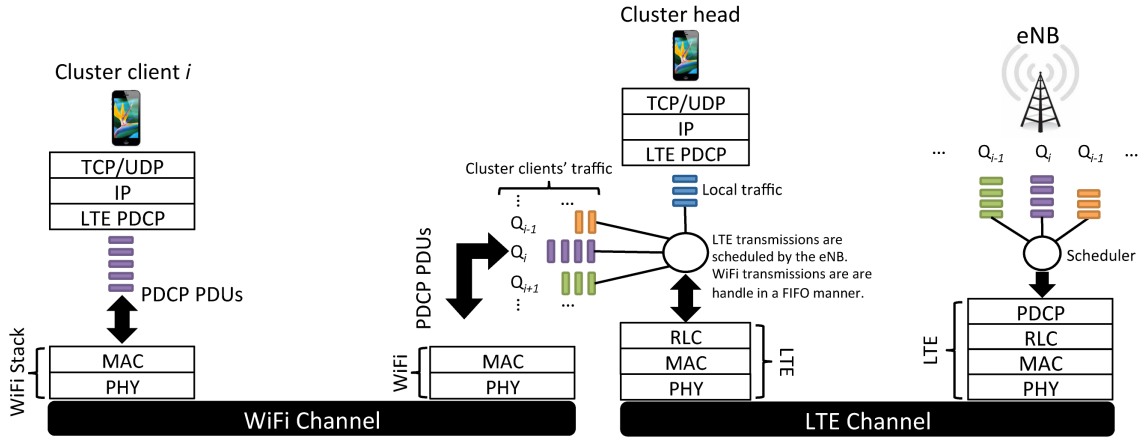 Cluster client i
TCP/UDP
IP
LTE PDCP
PDCP PDUs
WiFi Stack
MAC
PHY
WiFi Channel
Cluster head
TCP/UDP
IP
LTE PDCP
Local traffic
Cluster clients' traffic
... ...
Qi-1
Qi
Qi+1
... ...
PDCP PDUs
LTE transmissions are
scheduled by the eNB.
WiFi transmissions are are
handle in a FIFO manner.
WiFi
MAC
PHY
RLC
MAC
PHY
LTE
eNB
... Qi-1 Qi Qi-1 ...
Scheduler
LTE
PDCP
RLC
MAC
PHY
LTE Channel